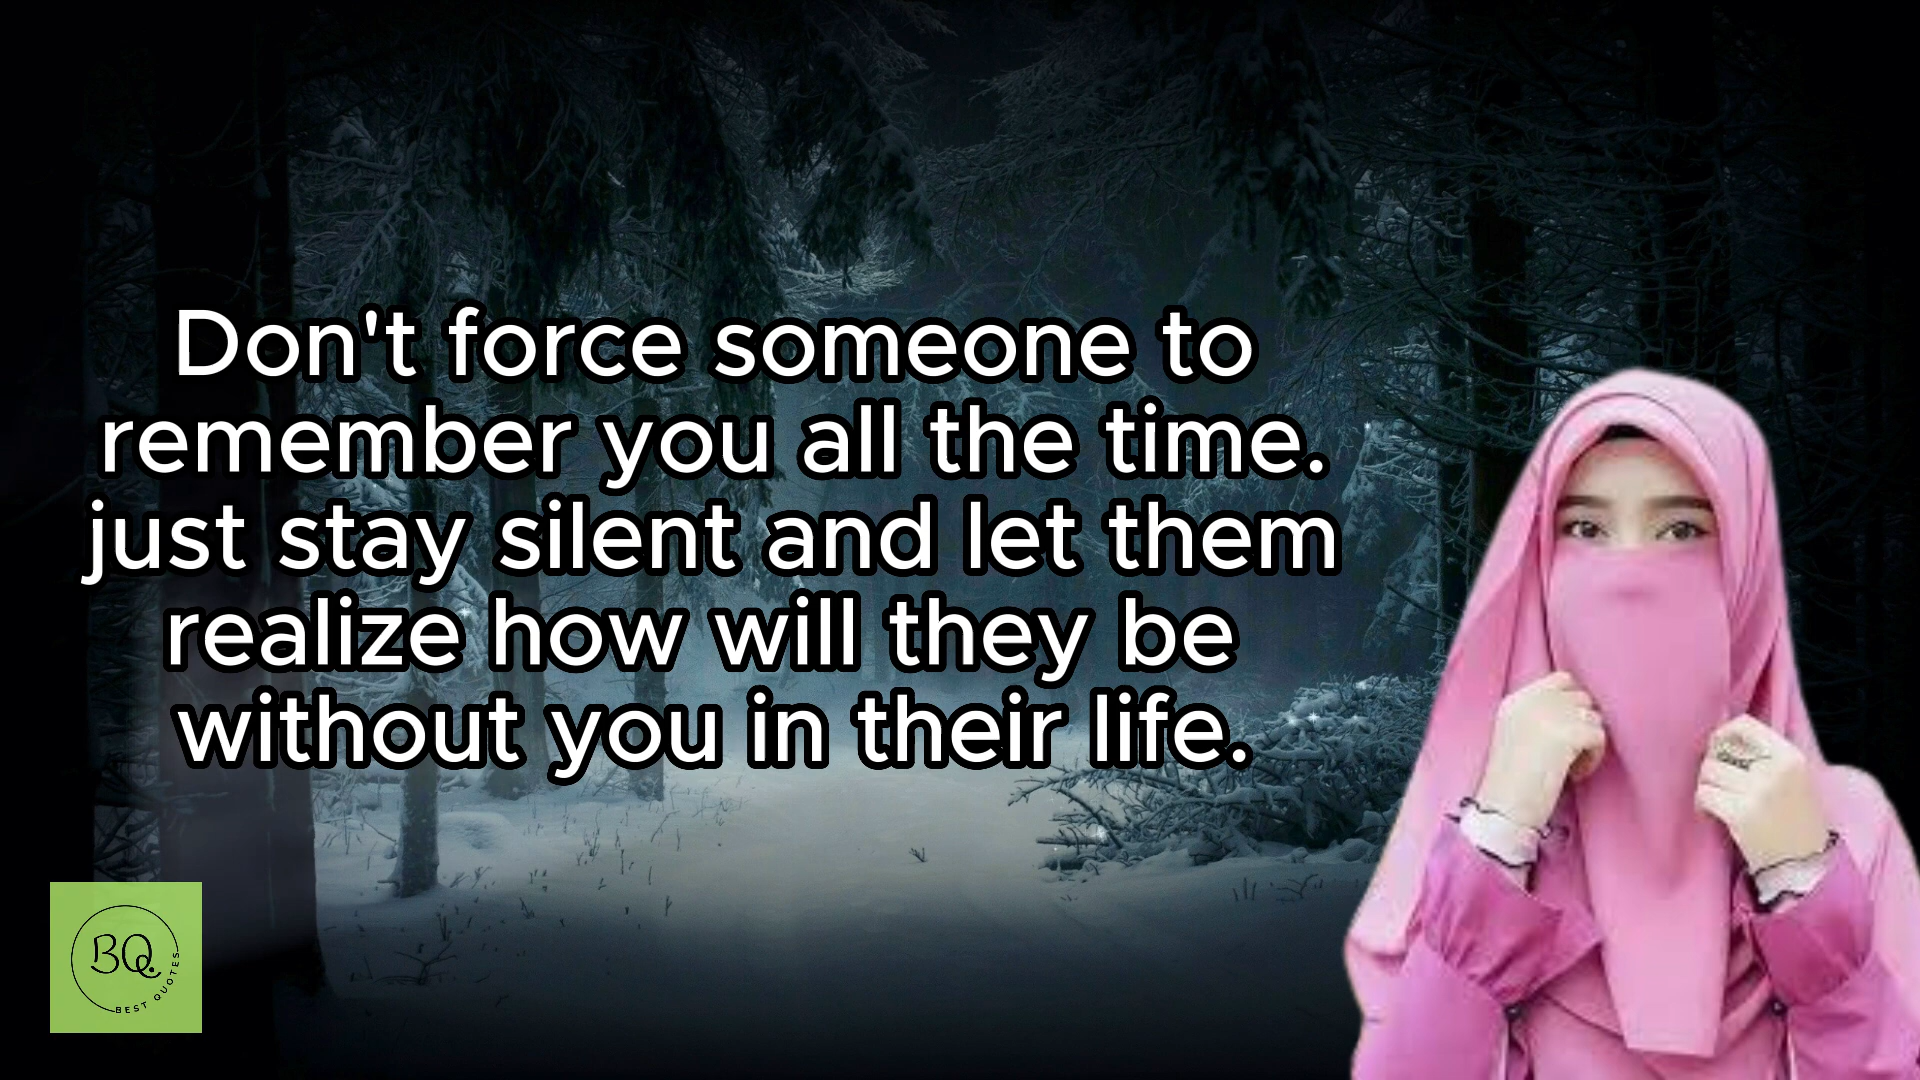 Don't force someone to
remember you all the time.
just stay silent and let them
realize how will they be
without you in their life.
BQ.
BEST QUOTES